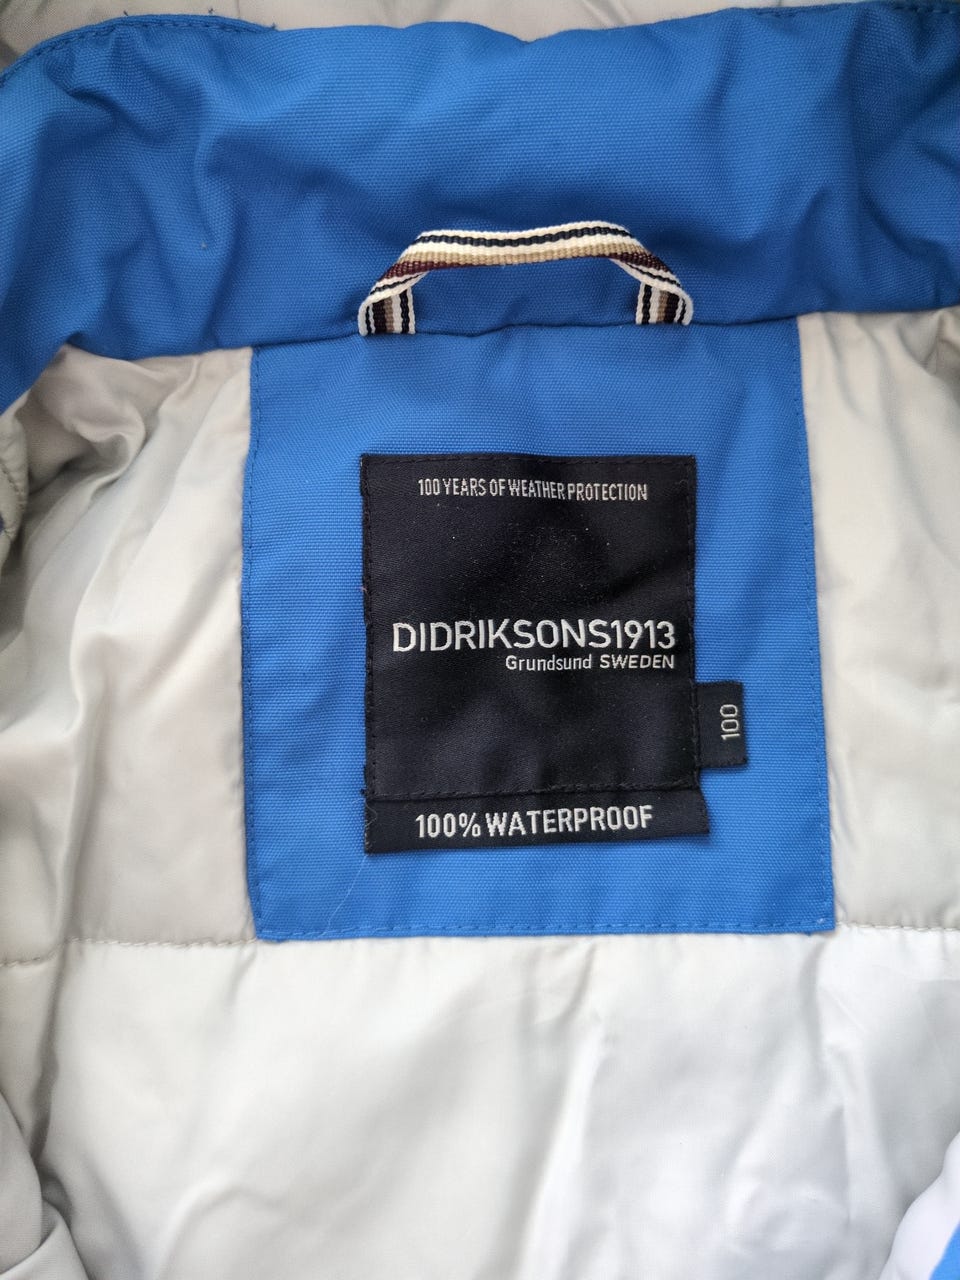 100 YEARS OF WEATHER PROTECTION
DIDRIKSONS1913
Grundsund SWEDEN
100
100% WATERPROOF